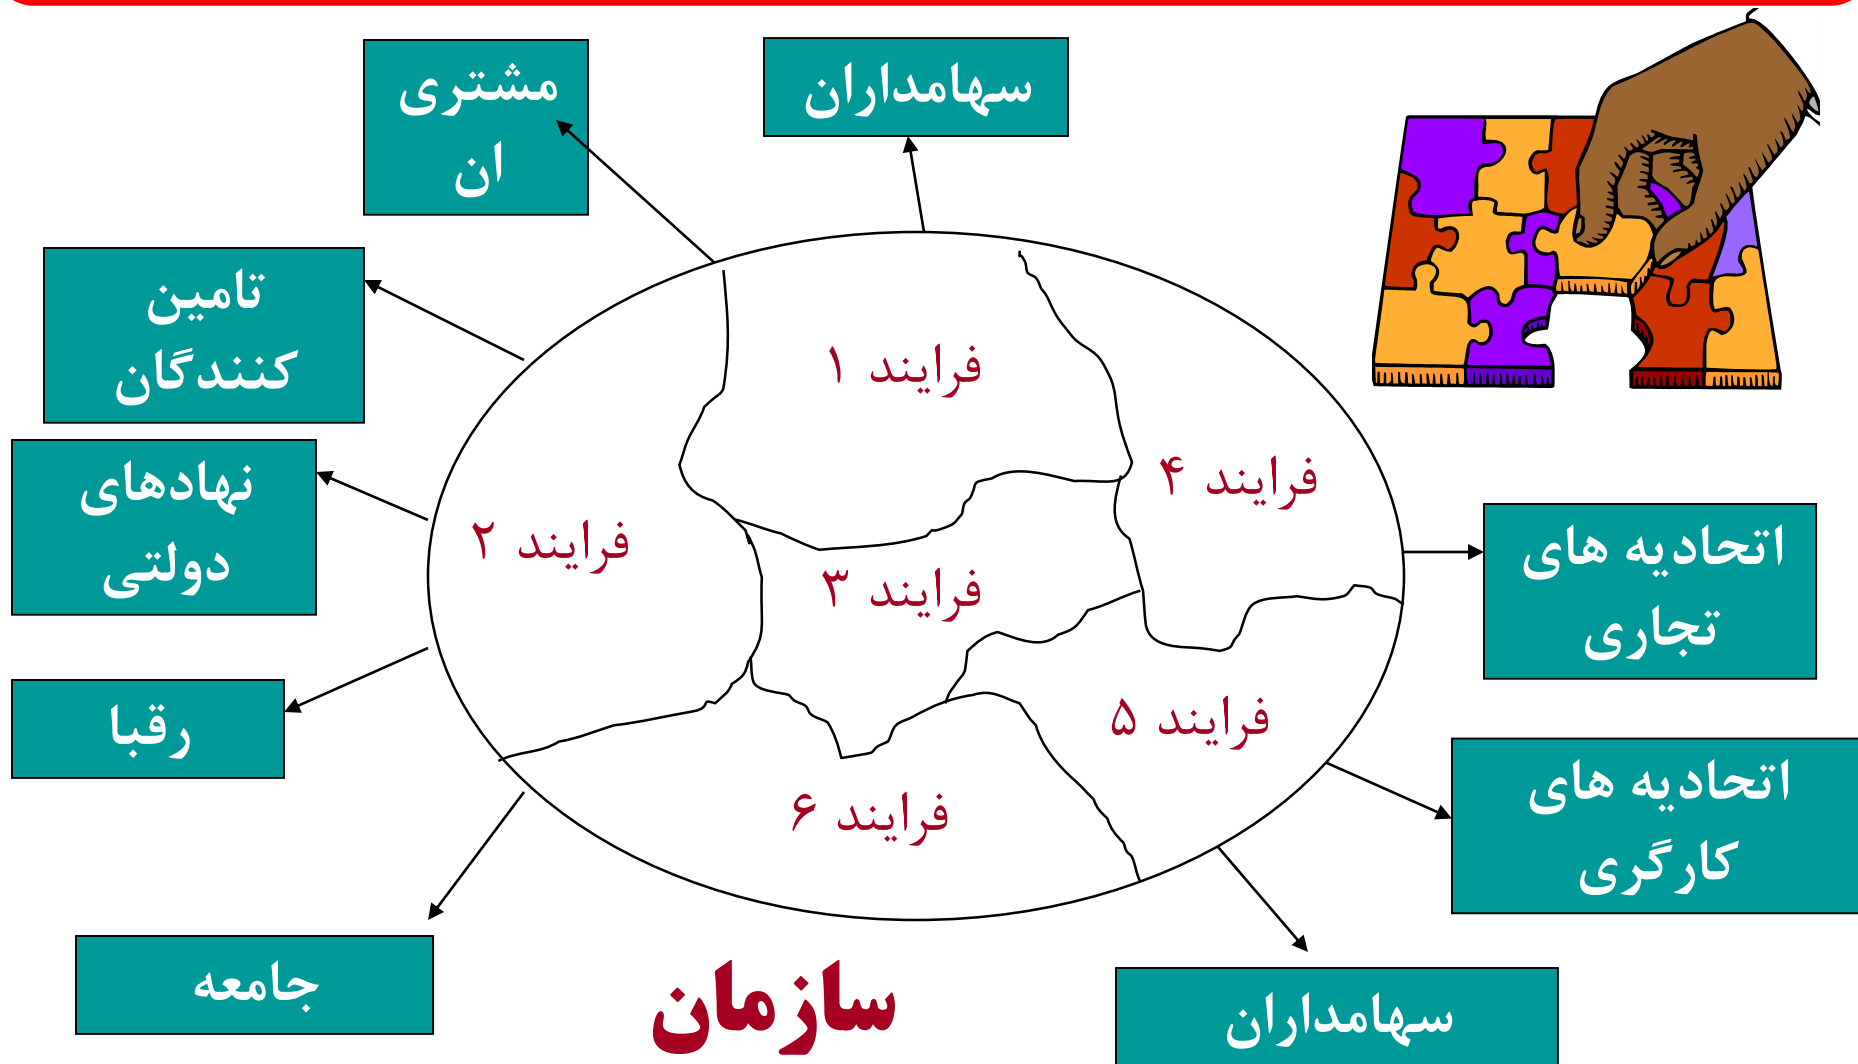 سهامداران
مشتری
ان
تامین
کنندگان
نهادهای
دولتی
رقبا
جامعه
فرایند ۱
فرایند ۴
فرایند ۲
فرایند ۳
فرایند ۵
فرایند ۶
اتحادیه های
تجاری
اتحادیه های
کارگری
سهامداران
سازمان